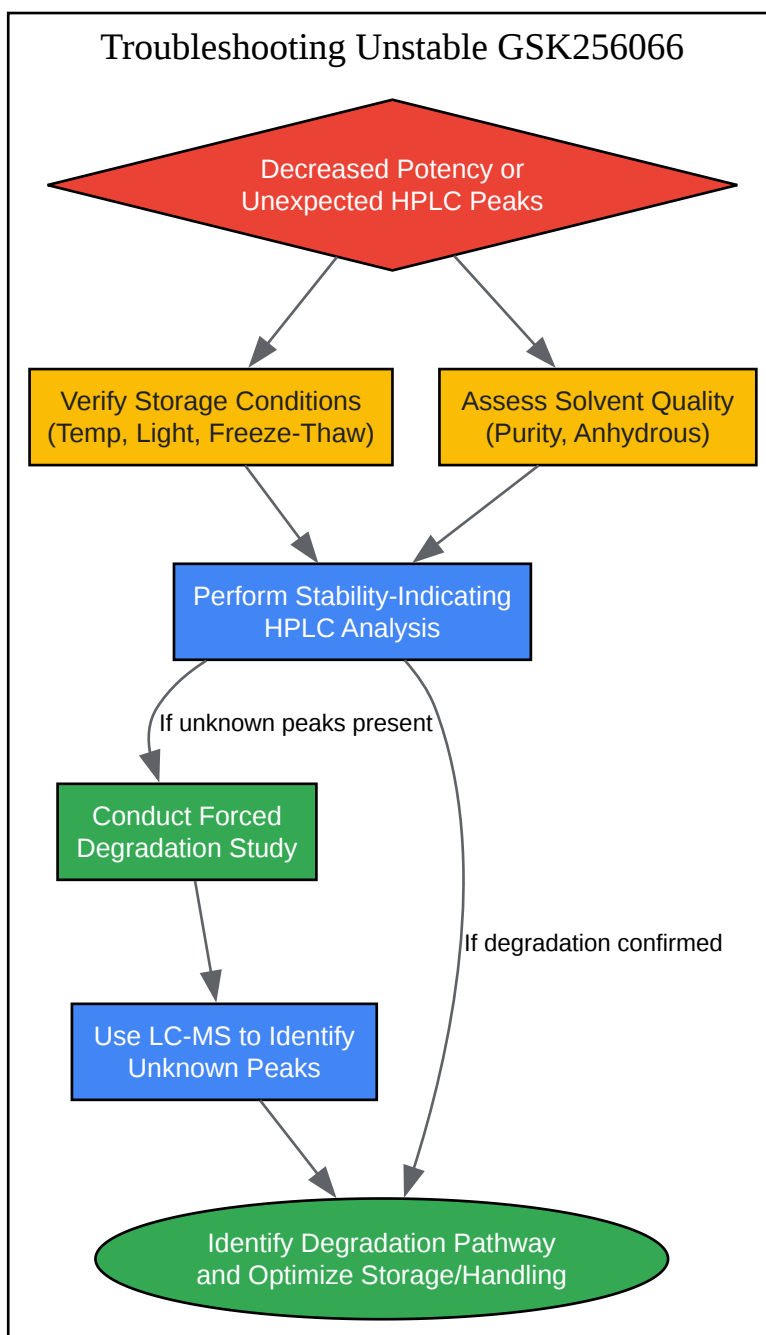 Troubleshooting Unstable GSK256066
Decreased Potency or
Unexpected HPLC Peaks
Verify Storage Conditions
(Temp, Light, Freeze-Thaw)
Assess Solvent Quality
(Purity, Anhydrous)
Perform Stability-Indicating
HPLC Analysis
If unknown peaks present
Conduct Forced
Degradation Study
If degradation confirmed
Use LC-MS to Identify
Unknown Peaks
Identify Degradation Pathway
and Optimize Storage/Handling